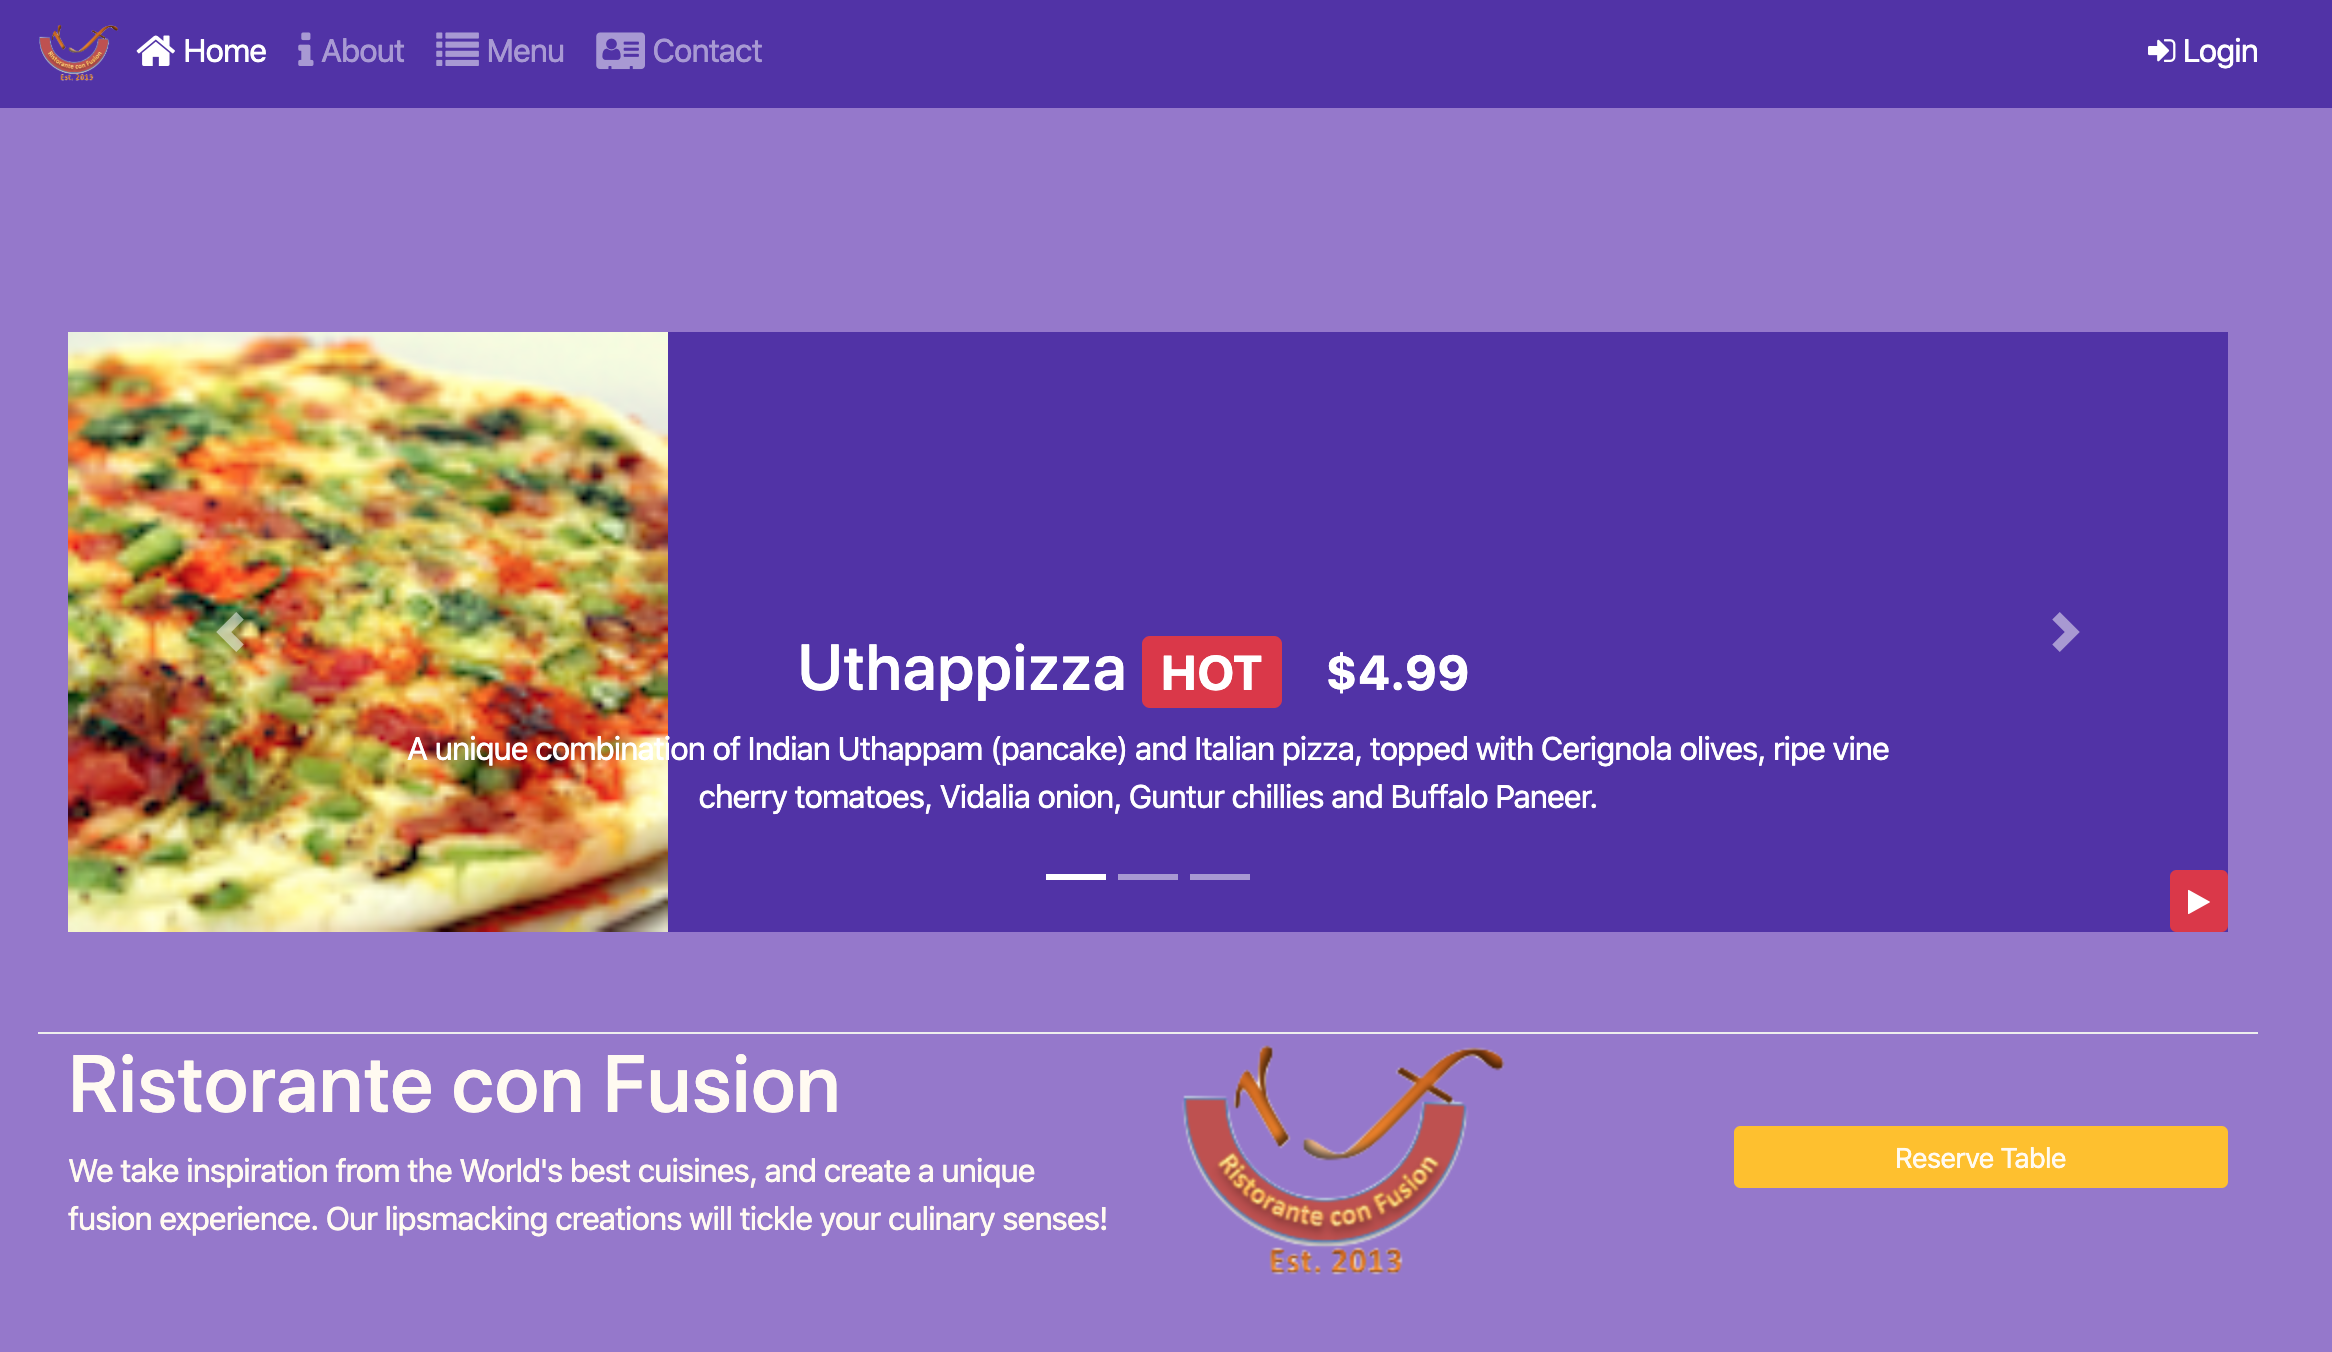 Ristorante con Fusion
Est. 2013
Home
About
Menu
Contact
Login
Uthappizza HOT $4.99
A unique combination of Indian Uthappam (pancake) and Italian pizza, topped with Cerignola olives, ripe vine
cherry tomatoes, Vidalia onion, Guntur chillies and Buffalo Paneer.
Ristorante con Fusion
We take inspiration from the World's best cuisines, and create a unique
fusion experience. Our lipsmacking creations will tickle your culinary senses!
Ristorante con Fusion
Est. 2013
Reserve Table